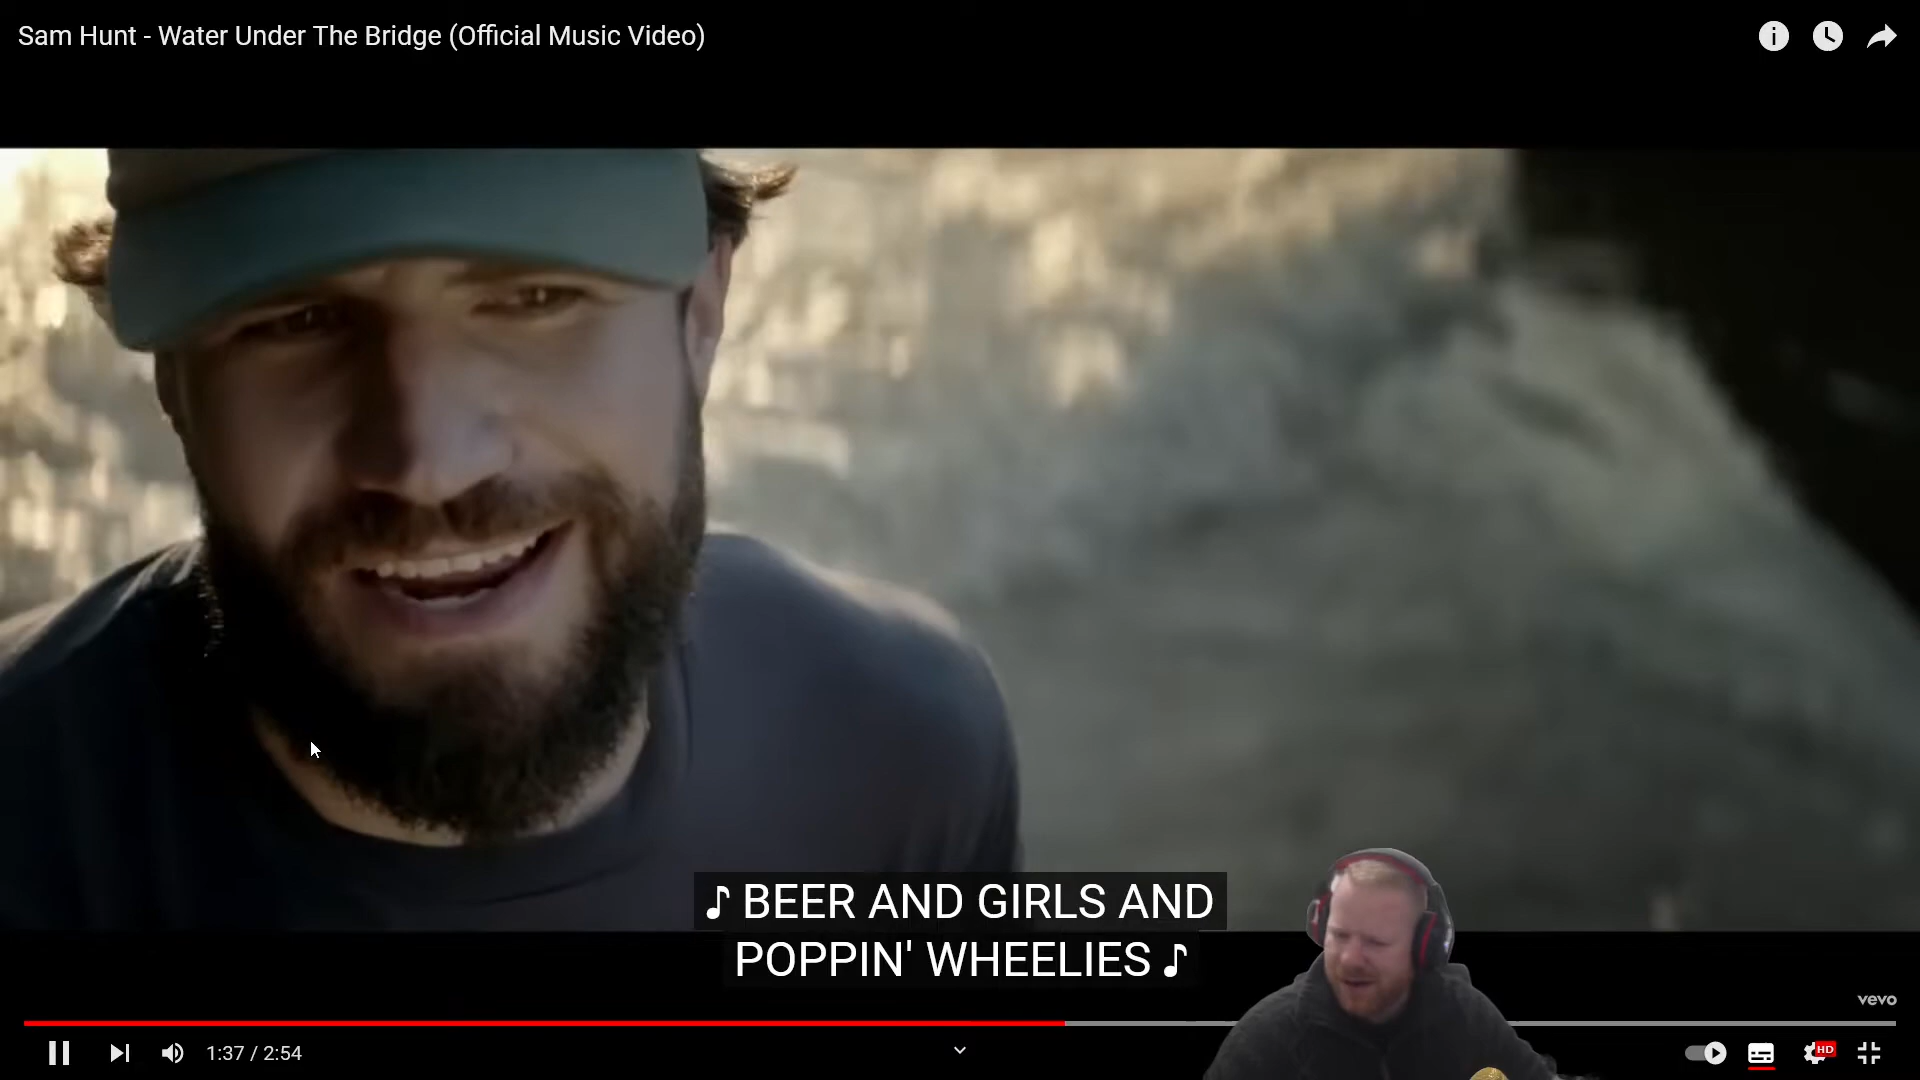 Sam Hunt - Water Under The Bridge (Official Music Video)
♪ BEER AND GIRLS AND
POPPIN' WHEELIES ♪
vevo
1:37 / 2:54
HD